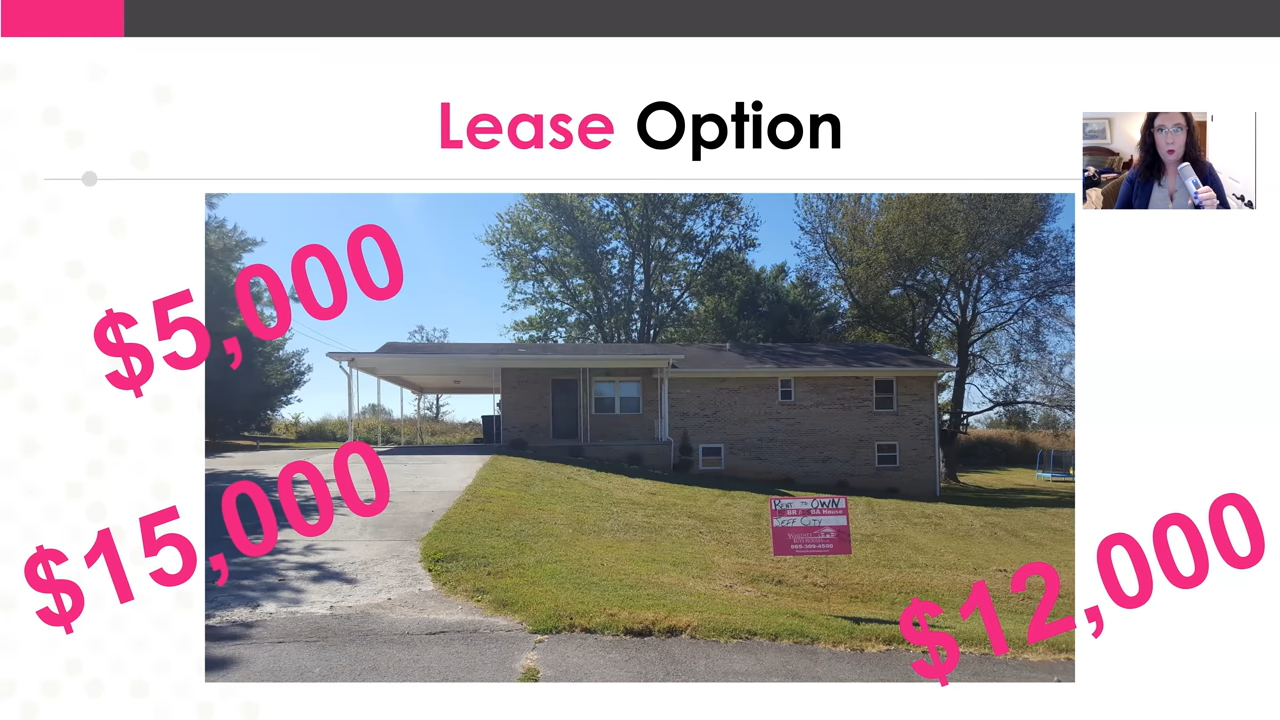 Lease Option
$5,000
$15,000
RENT TO OWN
BR BA House
JEFF CITY
$12,000